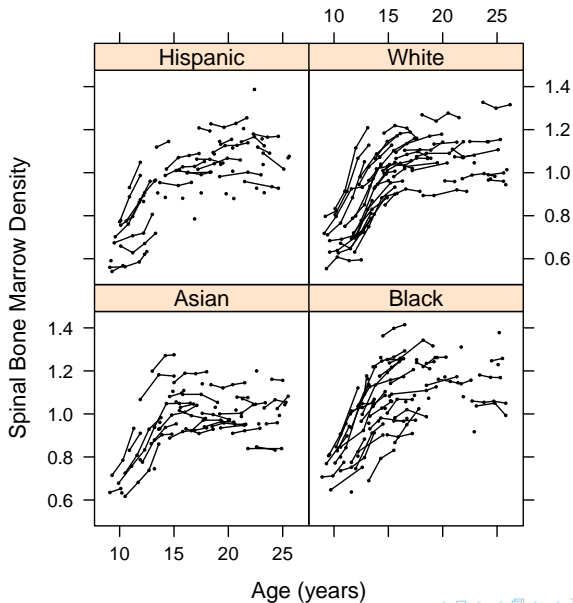 10 15 20 25
Hispanic White
1.4
1.2
1.0
0.8
0.6
Asian Black
1.4
1.2
1.0
0.8
0.6
10 15 20 25
Spinal Bone Marrow Density
Age (years)